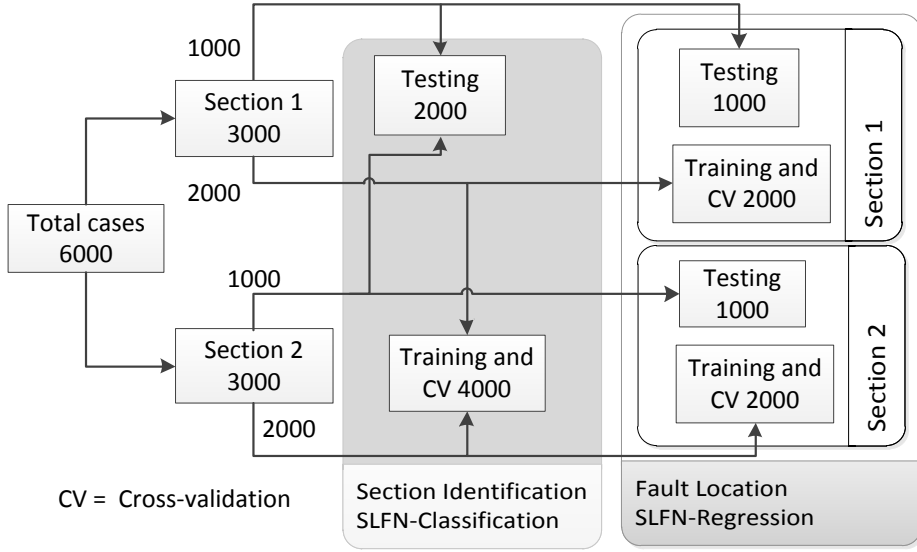 1000
Section 1
3000
2000
Total cases
6000
1000
Section 2
3000
2000
CV = Cross-validation
Testing
2000
Training and
CV 4000
Section Identification
SLFN-Classification
Testing
1000
Training and
CV 2000
Section 1
Testing
1000
Training and
CV 2000
Section 2
Fault Location
SLFN-Regression